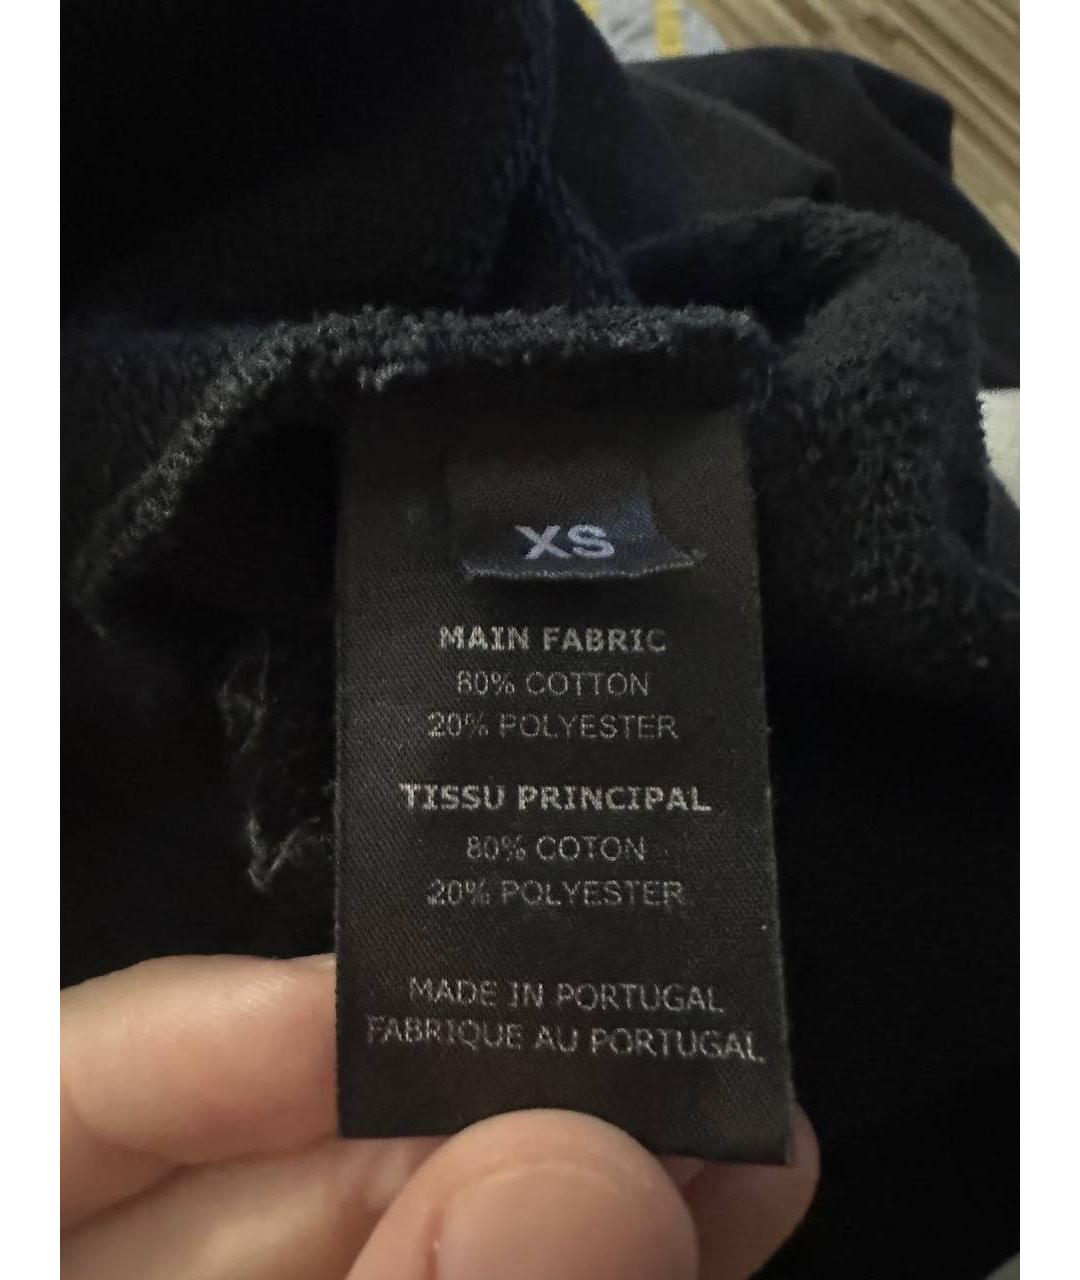 XS
MAIN FABRIC
80% COTTON
20% POLYESTER
TISSU PRINCIPAL
80% COTON
20% POLYESTER
MADE IN PORTUGAL
FABRIQUE AU PORTUGAL